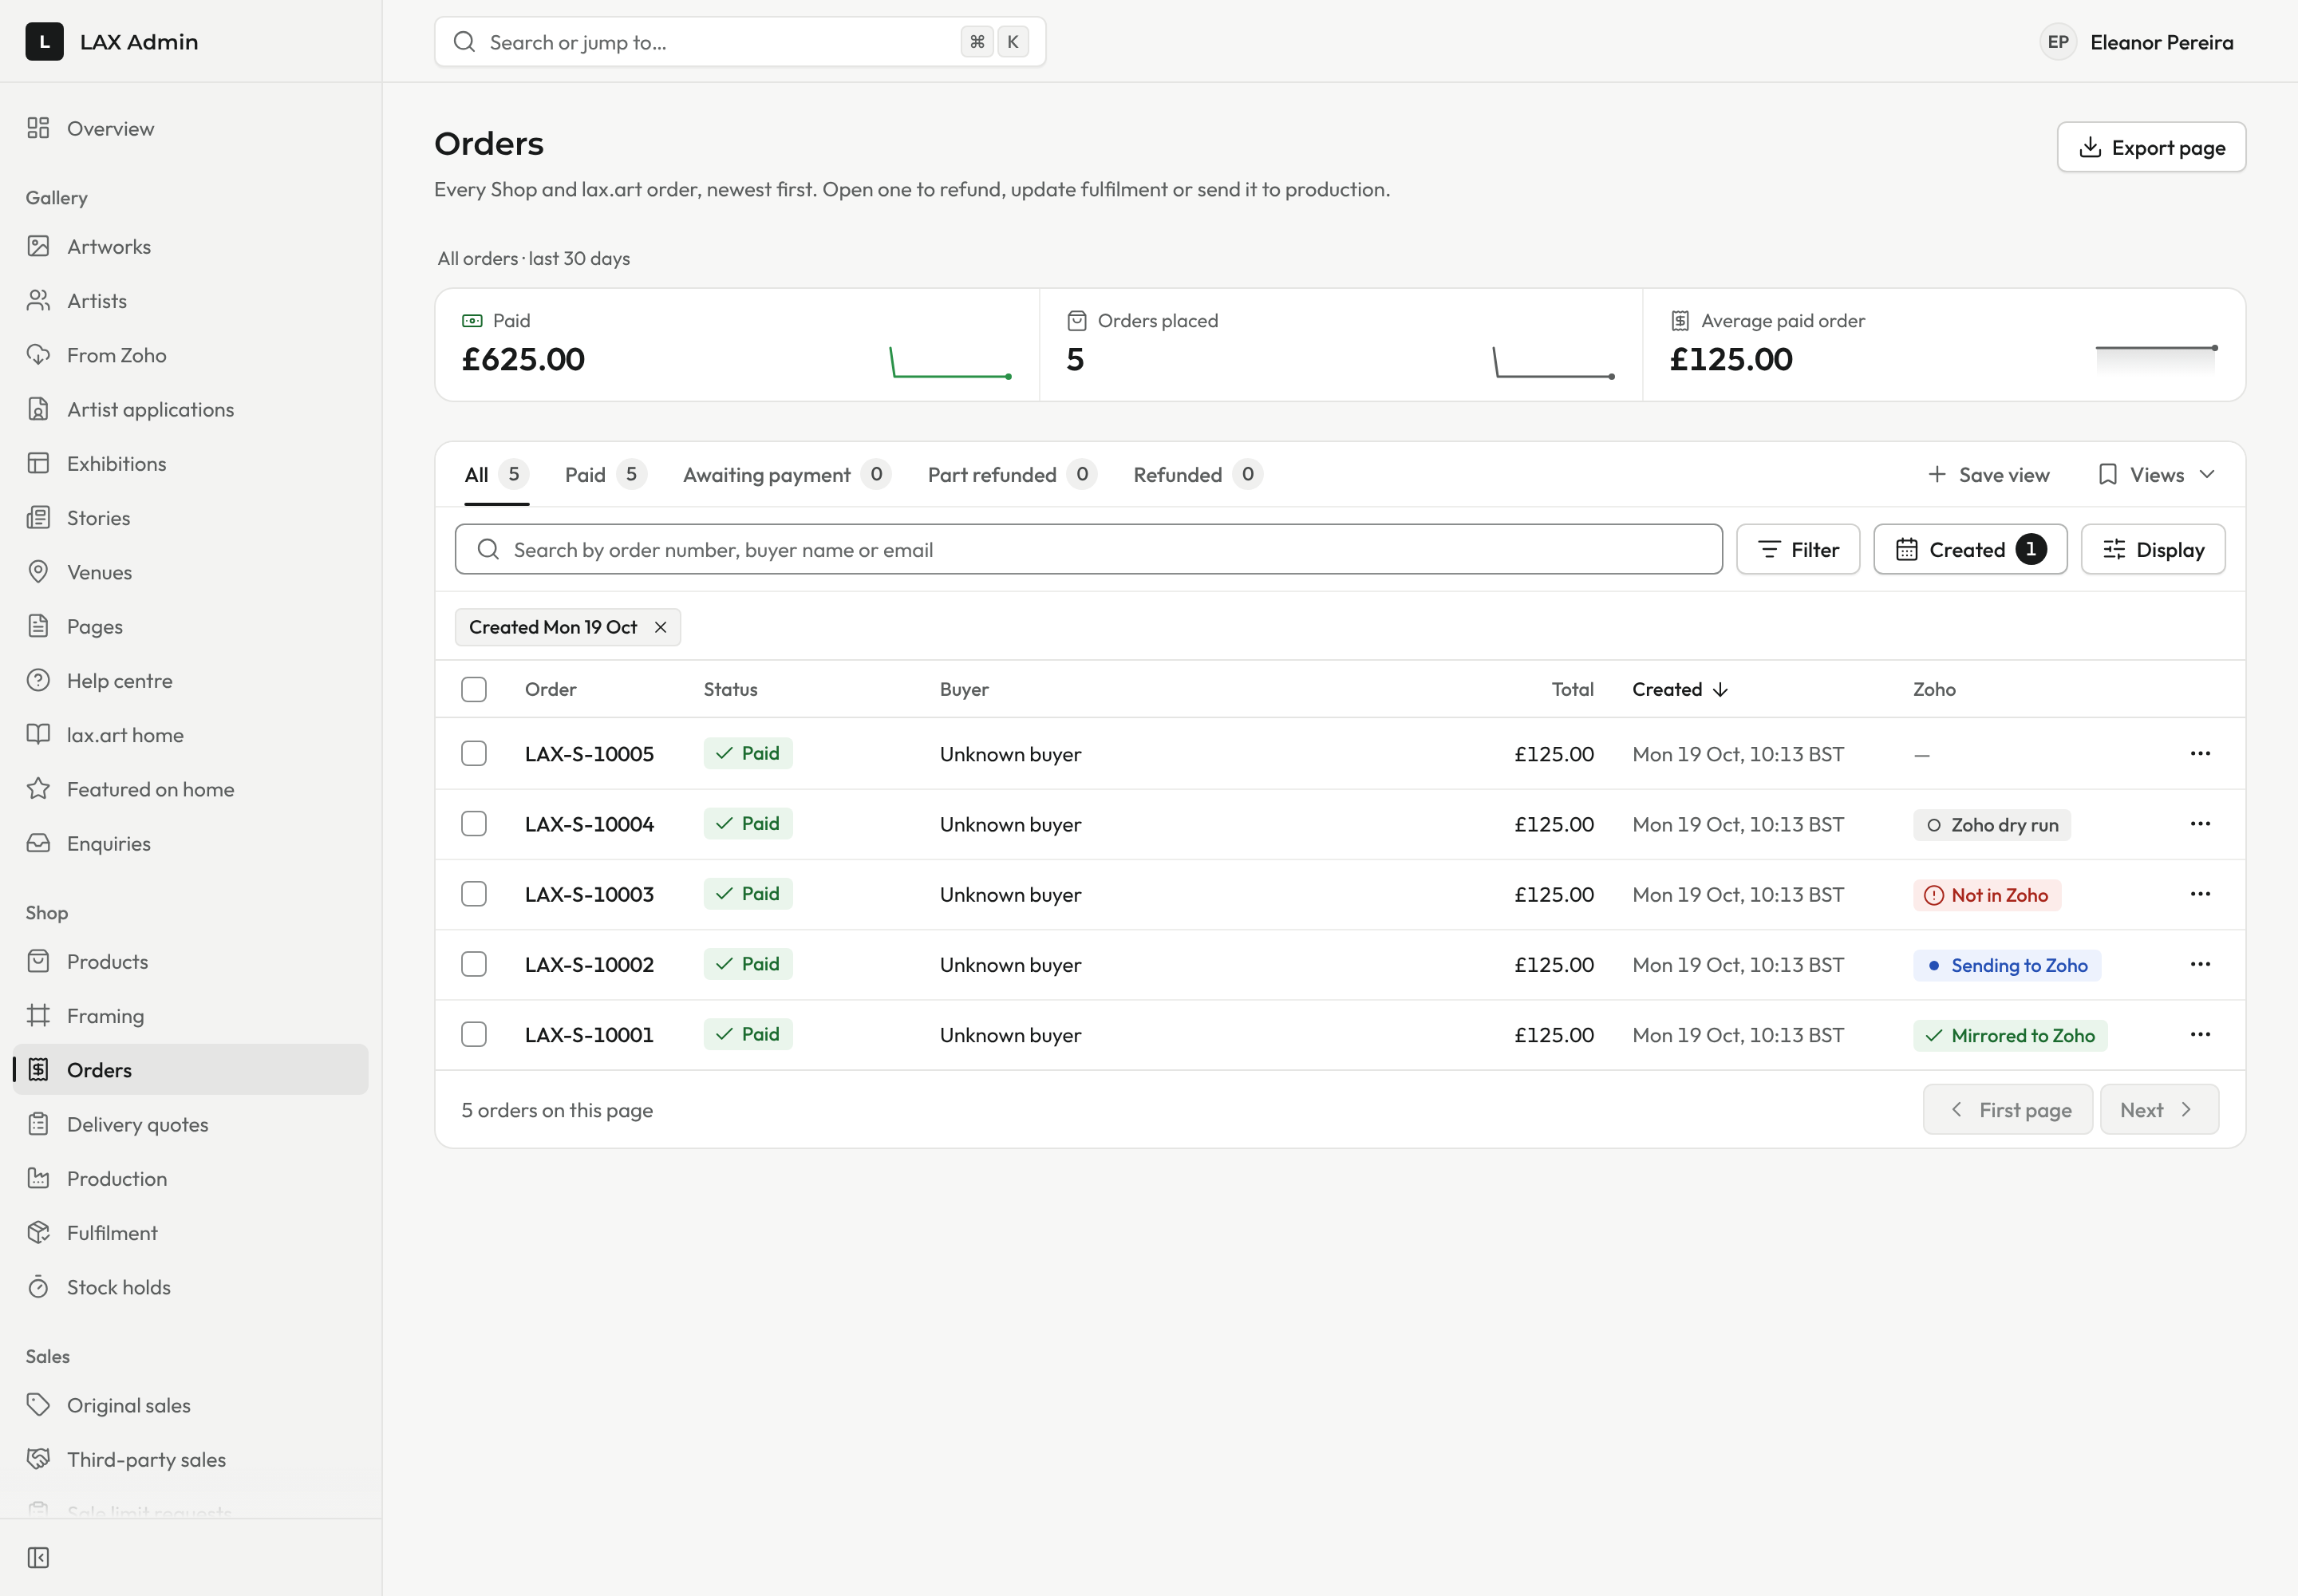 L LAX Admin
Search or jump to... ⌘ K
EP Eleanor Pereira
Overview
Gallery
Artworks
Artists
From Zoho
Artist applications
Exhibitions
Stories
Venues
Pages
Help centre
lax.art home
Featured on home
Enquiries
Shop
Products
Framing
Orders
Delivery quotes
Production
Fulfilment
Stock holds
Sales
Original sales
Third-party sales
Sale limit requests
Orders
Export page
Every Shop and lax.art order, newest first. Open one to refund, update fulfilment or send it to production.
All orders · last 30 days
Paid
£625.00
Orders placed
5
Average paid order
£125.00
All 5 Paid 5 Awaiting payment 0 Part refunded 0 Refunded 0 Save view Views
Search by order number, buyer name or email Filter Created 1 Display
Created Mon 19 Oct
Order Status Buyer Total Created Zoho
LAX-S-10005 Paid Unknown buyer £125.00 Mon 19 Oct, 10:13 BST —
LAX-S-10004 Paid Unknown buyer £125.00 Mon 19 Oct, 10:13 BST Zoho dry run
LAX-S-10003 Paid Unknown buyer £125.00 Mon 19 Oct, 10:13 BST Not in Zoho
LAX-S-10002 Paid Unknown buyer £125.00 Mon 19 Oct, 10:13 BST Sending to Zoho
LAX-S-10001 Paid Unknown buyer £125.00 Mon 19 Oct, 10:13 BST Mirrored to Zoho
5 orders on this page First page Next